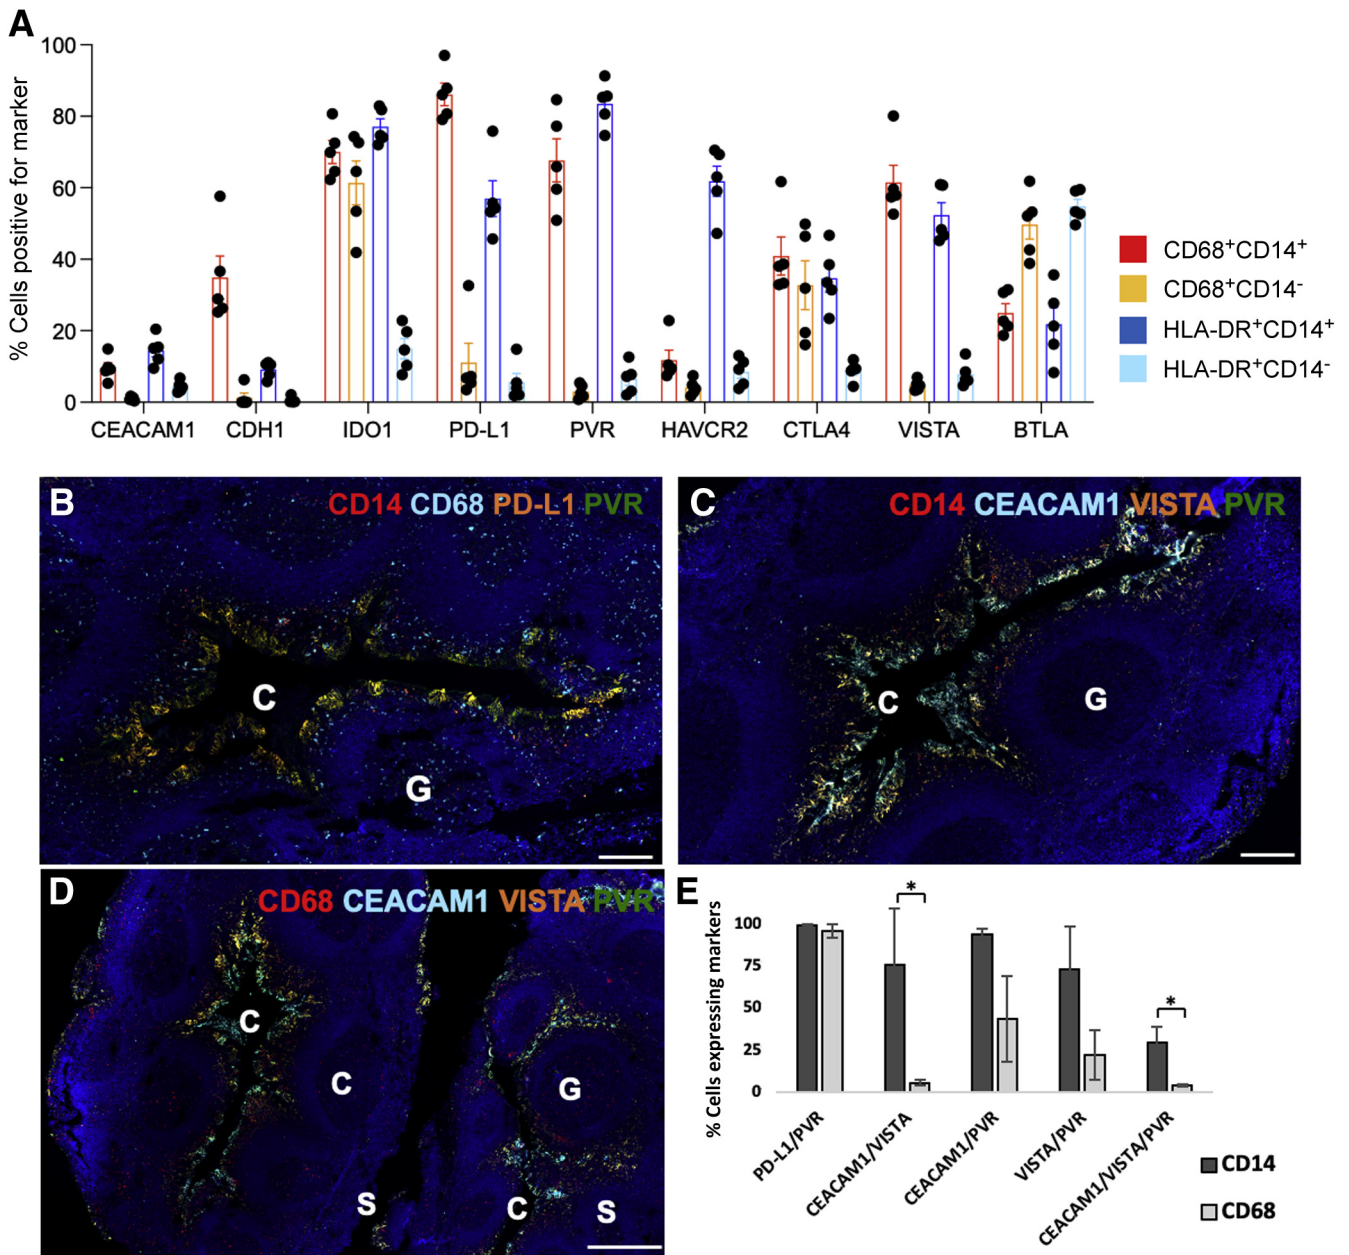 A
% Cells positive for marker
100
80
60
40
20
0
CEACAM1 CDH1 IDO1 PD-L1 PVR HAVCR2 CTLA4 VISTA BTLA
CD68+CD14+
CD68+CD14-
HLA-DR+CD14+
HLA-DR+CD14-
B
CD14 CD68 PD-L1 PVR
C
G
C
CD14 CEACAM1 VISTA PVR
C
G
D
CD68 CEACAM1 VISTA PVR
C
C
G
S
C
S
E
% Cells expressing markers
100
75
50
25
0
*
*
PD-L1/PVR
CEACAM1/VISTA
CEACAM1/PVR
VISTA/PVR
CEACAM1/VISTA/PVR
CD14
CD68